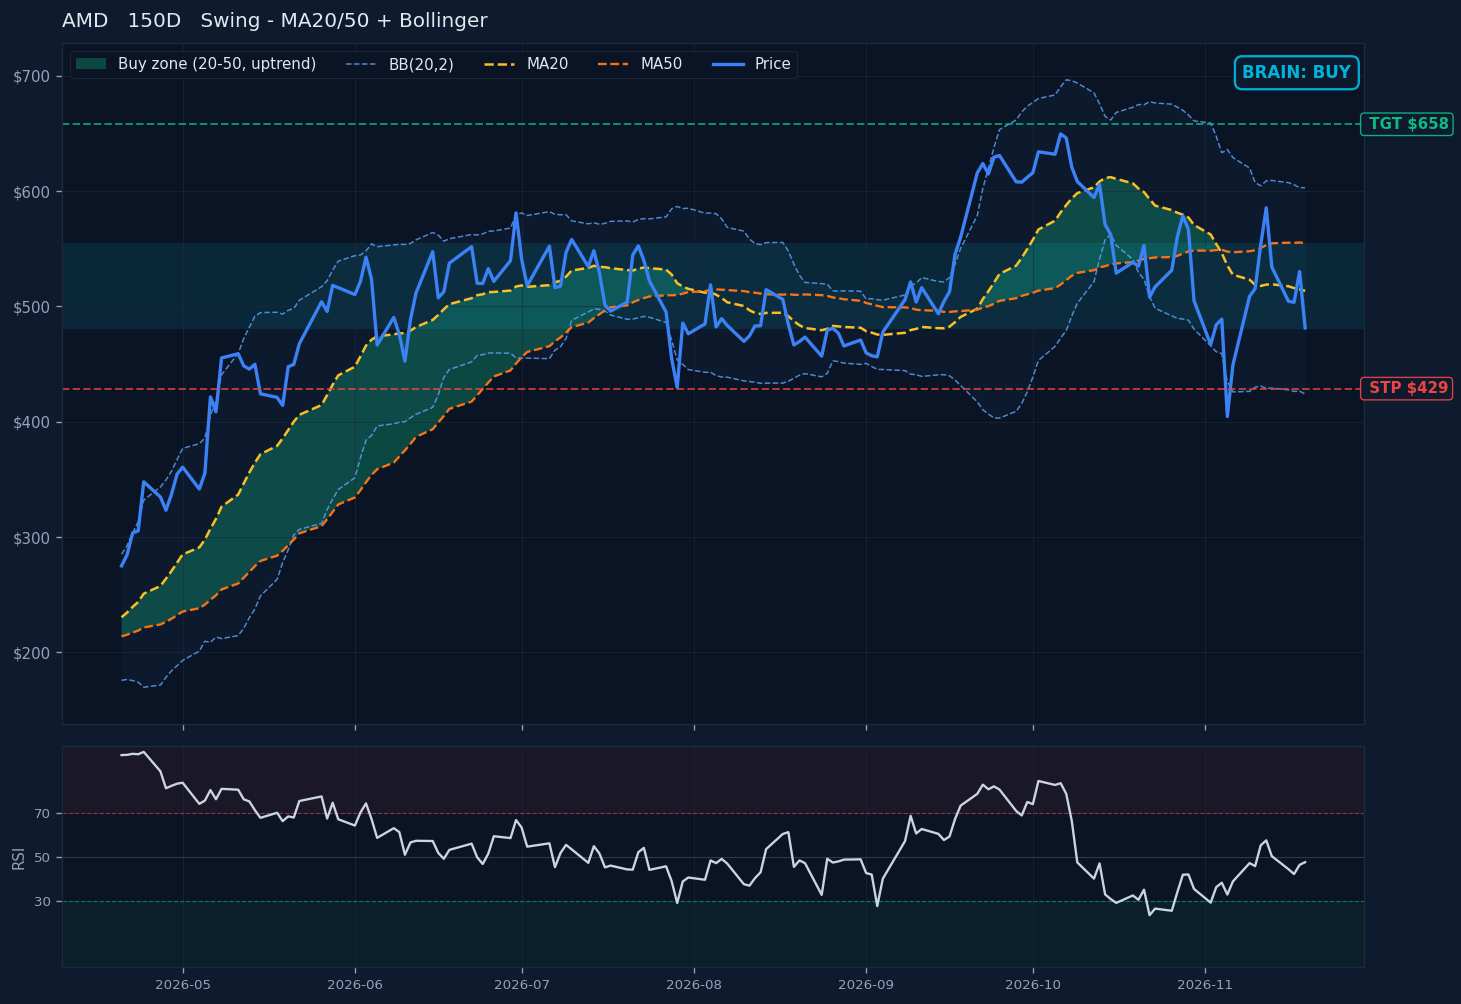 AMD 150D Swing - MA20/50 + Bollinger
Buy zone (20-50, uptrend) BB(20,2) MA20 MA50 Price
BRAIN: BUY
$700
TGT $658
$600
$500
STP $429
$400
$300
$200
70
50
30
RSI
2026-05 2026-06 2026-07 2026-08 2026-09 2026-10 2026-11